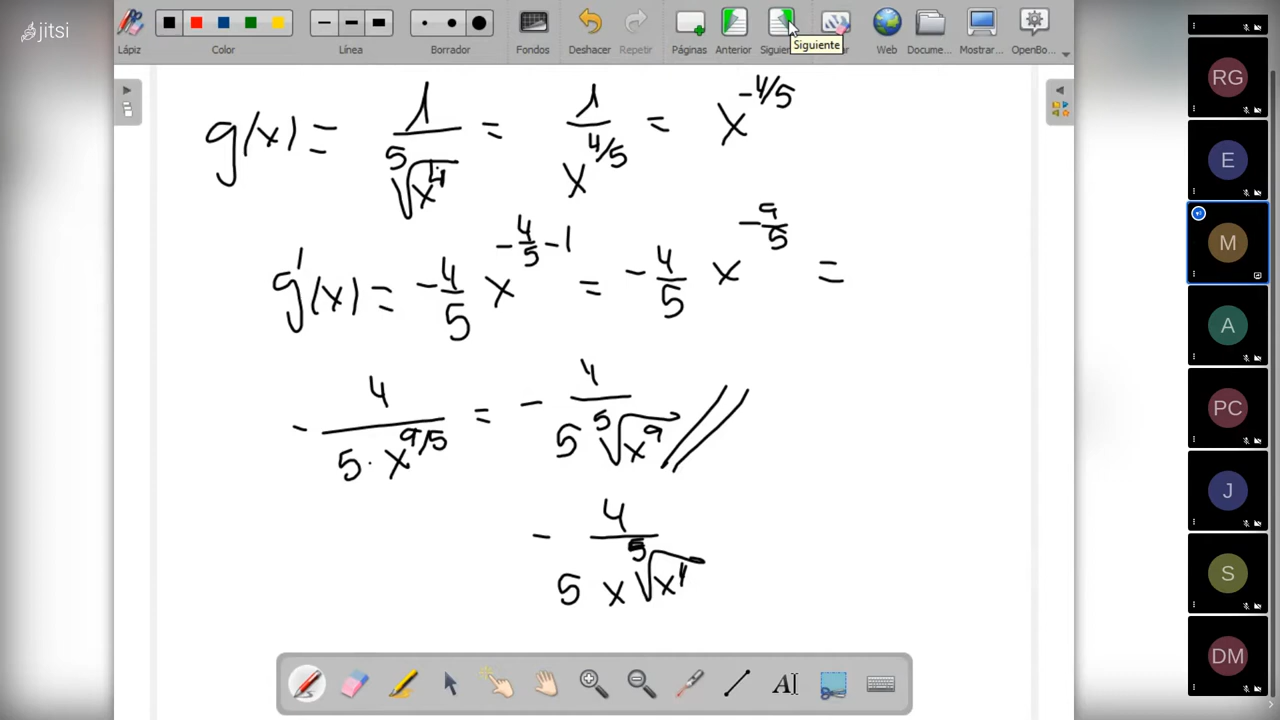 jitsi
Color Línea Borrador Fondos Deshacer Repetir Páginas Anterior Web Docume... Mostrar... OpenBo...
Siguiente
g(x) = 1/⁵√x⁴ = 1/x^4/5 = x^-4/5
g'(x) = -4/5 x^-4/5-1 = -4/5 x^-9/5 =
- 4/5·x^9/5 = - 4/5 ⁵√x⁹ //
- 4/5 x ⁵√x⁴
AI
RG
E
M
A
PC
J
S
DM